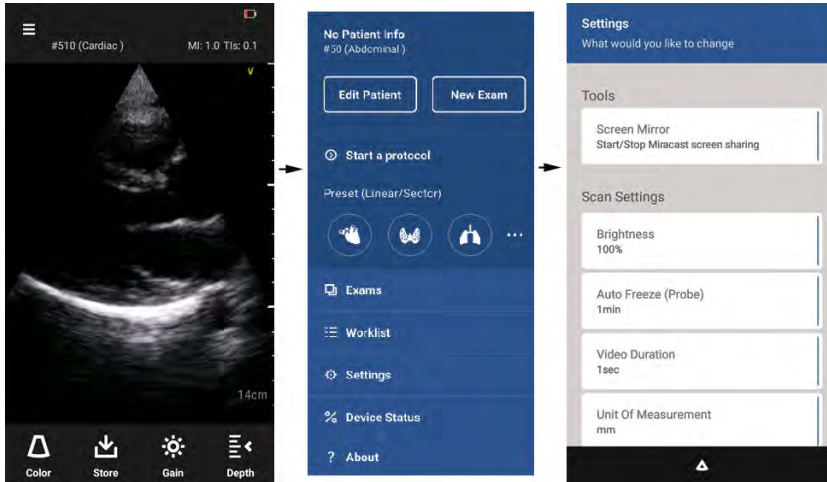 #510 (Cardiac )
MI: 1.0 TIs: 0.1
V
14cm
Color
Store
Gain
Depth
No Patient Info
#50 (Abdominal )
Edit Patient
New Exam
Start a protocol
Preset (Linear/Sector)
...
Exams
Worklist
Settings
Device Status
? About
Settings
What would you like to change
Tools
Screen Mirror
Start/Stop Miracast screen sharing
Scan Settings
Brightness
100%
Auto Freeze (Probe)
1min
Video Duration
1sec
Unit Of Measurement
mm